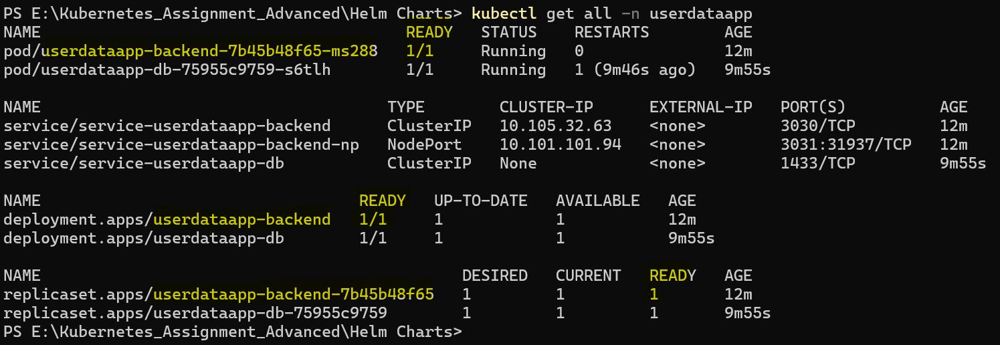 PS E:\Kubernetes_Assignment_Advanced\Helm Charts> kubectl get all -n userdataapp
NAME READY STATUS RESTARTS AGE
pod/userdataapp-backend-7b45b48f65-ms288 1/1 Running 0 12m
pod/userdataapp-db-75955c9759-s6tlh 1/1 Running 1 (9m46s ago) 9m55s
NAME TYPE CLUSTER-IP EXTERNAL-IP PORT(S) AGE
service/service-userdataapp-backend ClusterIP 10.105.32.63 <none> 3030/TCP 12m
service/service-userdataapp-backend-np NodePort 10.101.101.94 <none> 3031:31937/TCP 12m
service/service-userdataapp-db ClusterIP None <none> 1433/TCP 9m55s
NAME READY UP-TO-DATE AVAILABLE AGE
deployment.apps/userdataapp-backend 1/1 1 1 12m
deployment.apps/userdataapp-db 1/1 1 1 9m55s
NAME DESIRED CURRENT READY AGE
replicaset.apps/userdataapp-backend-7b45b48f65 1 1 1 12m
replicaset.apps/userdataapp-db-75955c9759 1 1 1 9m55s
PS E:\Kubernetes_Assignment_Advanced\Helm Charts>